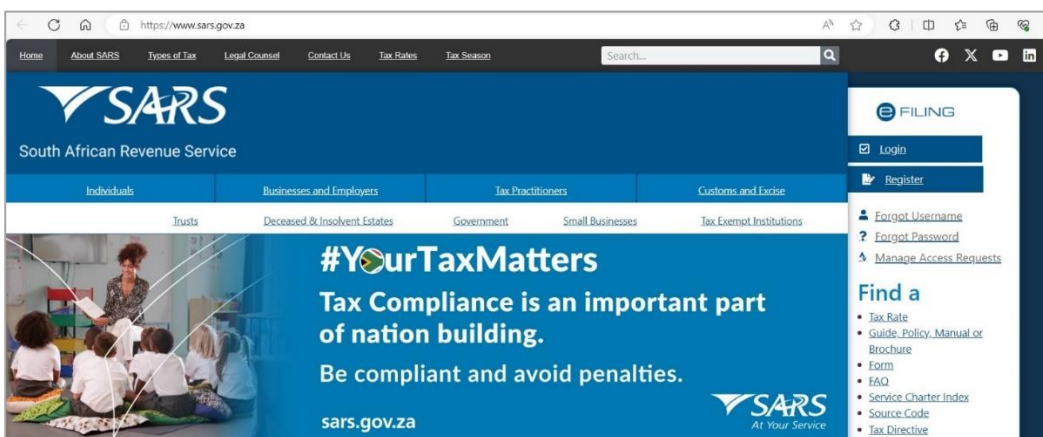 https://www.sars.gov.za
Home About SARS Types of Tax Legal Counsel Contact Us Tax Rates Tax Season Search...
SARS
South African Revenue Service
Individuals Businesses and Employers Tax Practitioners Customs and Excise
Trusts Deceased & Insolvent Estates Government Small Businesses Tax Exempt Institutions
#YourTaxMatters
Tax Compliance is an important part
of nation building.
Be compliant and avoid penalties.
sars.gov.za
SARS
At Your Service
e FILING
Login
Register
Forgot Username
Forgot Password
Manage Access Requests
Find a
Tax Rate
Guide, Policy, Manual or
Brochure
Form
FAQ
Service Charter Index
Source Code
Tax Directive